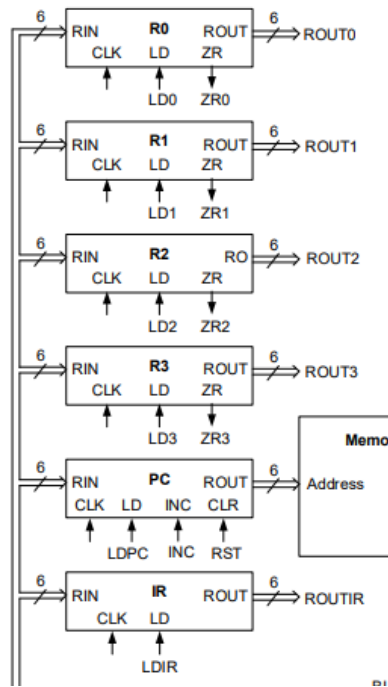 6 R0 6
RIN ROUT ROUT0
CLK LD ZR
LD0 ZR0
6 R1 6
RIN ROUT ROUT1
CLK LD ZR
LD1 ZR1
6 R2 6
RIN RO ROUT2
CLK LD ZR
LD2 ZR2
6 R3 6
RIN ROUT ROUT3
CLK LD ZR
LD3 ZR3
Memo
6 PC 6
RIN ROUT Address
CLK LD INC CLR
LDPC INC RST
6 IR 6
RIN ROUT ROUTIR
CLK LD
LDIR